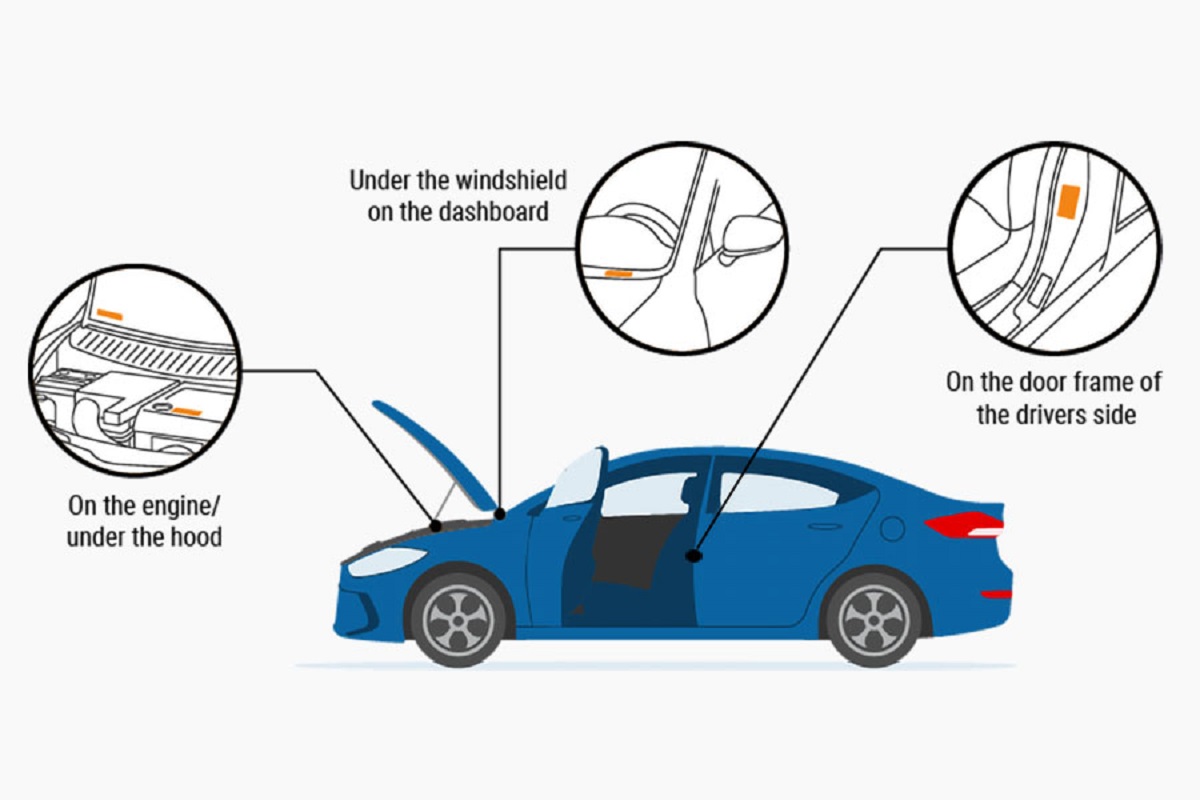 Under the windshield
on the dashboard
On the door frame of
the drivers side
On the engine/
under the hood